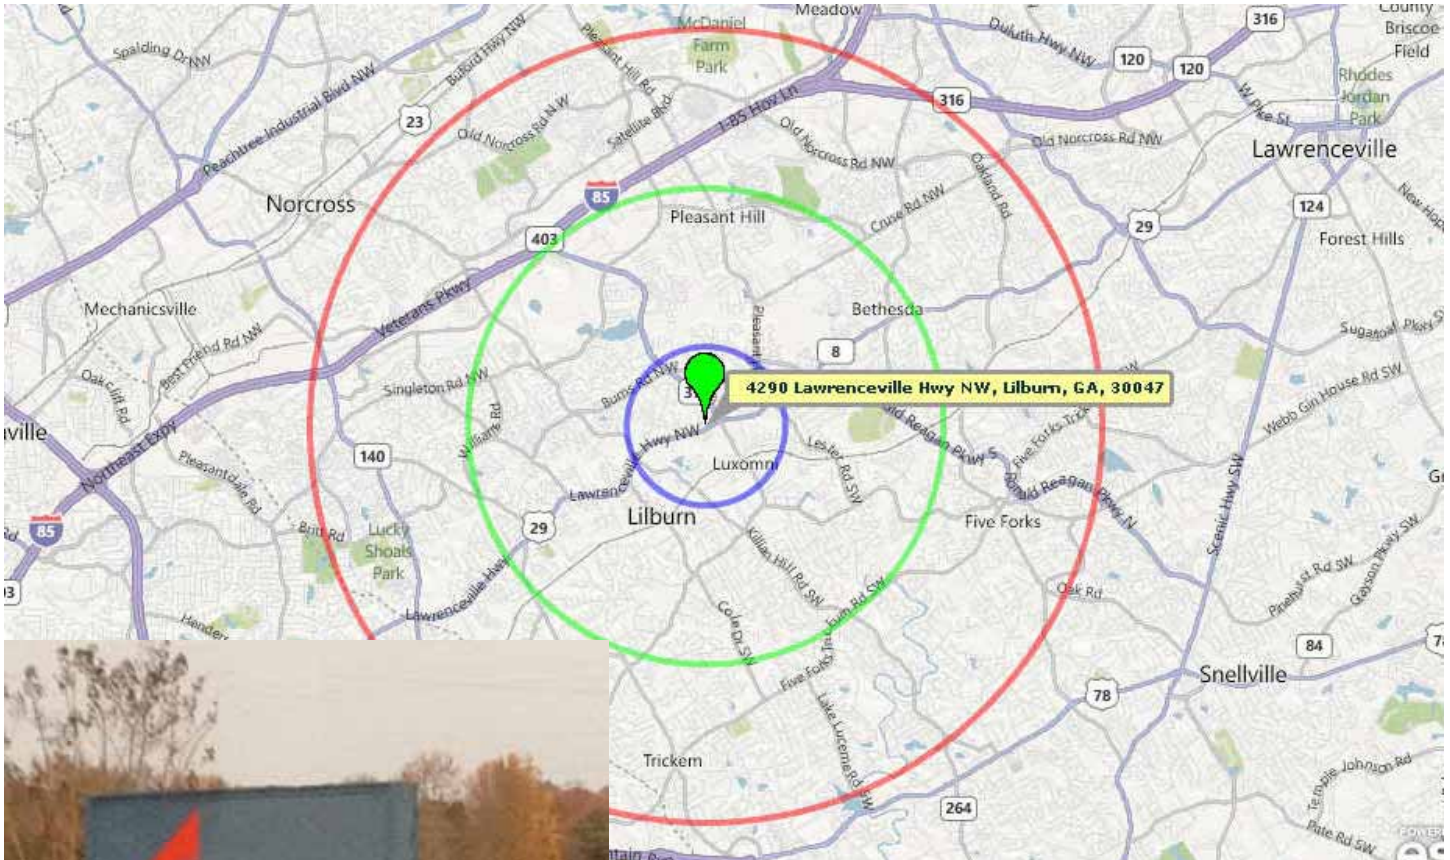 Meadow
316
County
Briscoe
Field
McDaniel
Farm
Park
Duluth Hwy NW
Spalding Dr NW
Buford Hwy NW
Pleasant Hill Rd
120
120
Rhodes
Jordan
Park
Peachtree Industrial Blvd NW
23
Old Norcross Rd N W
Satellite Blvd
I-85 Hov Ln
316
W Pike St
Old Norcross Rd NW
Old Norcross Rd NW
Lawrenceville
Norcross
85
Pleasant Hill
Cruse Rd NW
Oakland Rd
29
124
New Hop
403
Forest Hills
Mechanicsville
Veterans Pkwy
Bethesda
Sugarloaf Pkwy S
Best Friend Rd NW
Pleasant
8
Oakcliff Rd
Singleton Rd NW
Burns Rd NW
4290 Lawrenceville Hwy NW, Lilburn, GA, 30047
Webb Gin House Rd SW
ville
Williams Rd
Hwy NW
ld Reagan Pkwy S
Five Forks Trick
Northeast Expy
140
Luxomni
Lester Rd SW
Ronald Reagan Pkwy N
Pleasantdale Rd
Lawrenceville
Scenic Hwy SW
85
Britt Rd
Lucky
Shoals
Park
29
Lilburn
Five Forks
Killian Hill Rd SW
Pinehurst Rd SW
Grayson Pkwy SW
03
Lawrenceville Hwy
Oak Rd
Cole Dr SW
Five Forks
84
78
Snellville
Lake Lucerne Rd SW
Trickem
264
Temple Johnson Rd
Pate Rd SW